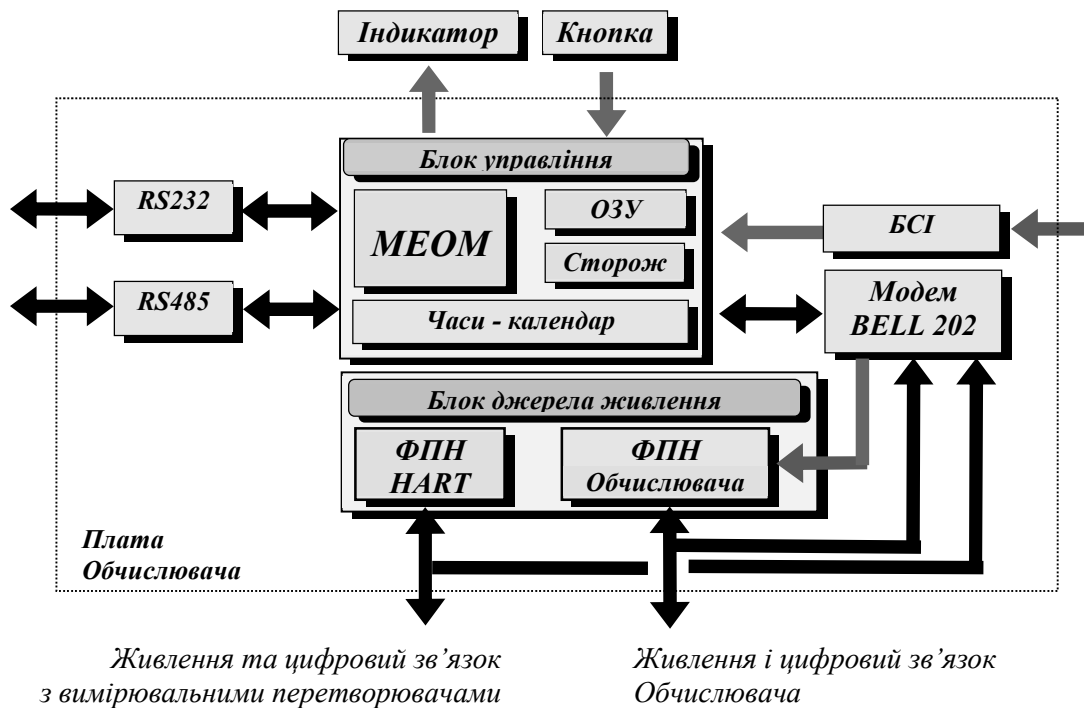 Індикатор
Кнопка
Блок управління
RS232
МЕОМ
ОЗУ
БСІ
Сторож
RS485
Модем
BELL 202
Часи - календар
Блок джерела живлення
ФПН
HART
ФПН
Обчислювача
Плата
Обчислювача
Живлення та цифровий зв’язок
з вимірювальними перетворювачами
Живлення і цифровий зв’язок
Обчислювача